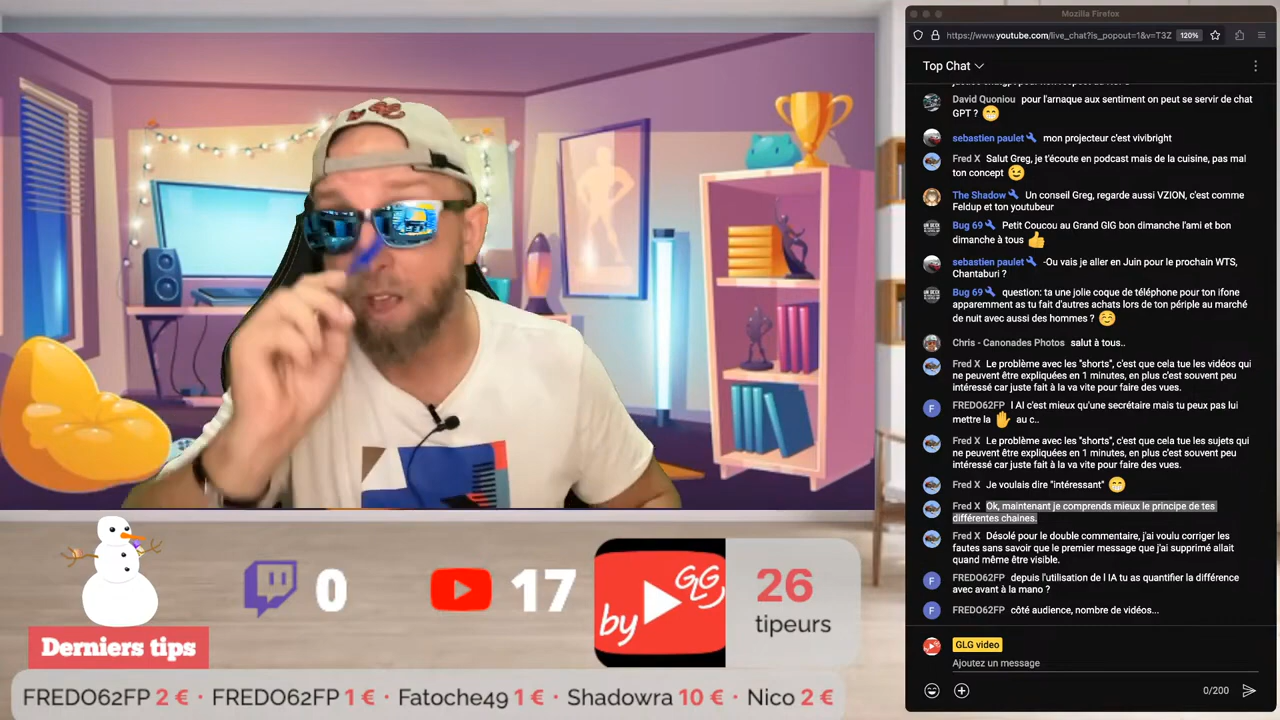 Mozilla Firefox
https://www.youtube.com/live_chat?is_popout=1&v=T3Z 120%
Top Chat
David Quoniou pour l'arnaque aux sentiment on peut se servir de chat
GPT ? 😁
sebastien paulet mon projecteur c'est vivibright
Fred X Salut Greg, je t'écoute en podcast mais de la cuisine, pas mal
ton concept 😉
The Shadow Un conseil Greg, regarde aussi VZION, c'est comme
Feldup et ton youtubeur
Bug 69 Petit Coucou au Grand GIG bon dimanche l'ami et bon
dimanche à tous 👍
sebastien paulet -Ou vais je aller en Juin pour le prochain WTS,
Chantaburi ?
Bug 69 question: ta une jolie coque de téléphone pour ton ifone
apparemment as tu fait d'autres achats lors de ton périple au marché
de nuit avec aussi des hommes ? ☺️
Chris - Canonades Photos salut à tous..
Fred X Le problème avec les "shorts", c'est que cela tue les vidéos qui
ne peuvent être expliquées en 1 minutes, en plus c'est souvent peu
intéressé car juste fait à la va vite pour faire des vues.
F FREDO62FP l AI c'est mieux qu'une secrétaire mais tu peux pas lui
mettre la ✋ au c..
Fred X Le problème avec les "shorts", c'est que cela tue les sujets qui
ne peuvent être expliquées en 1 minutes, en plus c'est souvent peu
intéressé car juste fait à la va vite pour faire des vues.
Fred X Je voulais dire "intéressant" 😁
Fred X Ok, maintenant je comprends mieux le principe de tes
différentes chaines.
Fred X Désolé pour le double commentaire, j'ai voulu corriger les
fautes sans savoir que le premier message que j'ai supprimé allait
quand même être visible.
F FREDO62FP depuis l'utilisation de l IA tu as quantifier la différence
avec avant à la mano ?
F FREDO62FP côté audience, nombre de vidéos...
GLG video
Ajoutez un message
0/200
0
17
by GLG
26
tipeurs
Derniers tips
FREDO62FP 2 € · FREDO62FP 1 € · Fatoche49 1 € · Shadowra 10 € · Nico 2 €